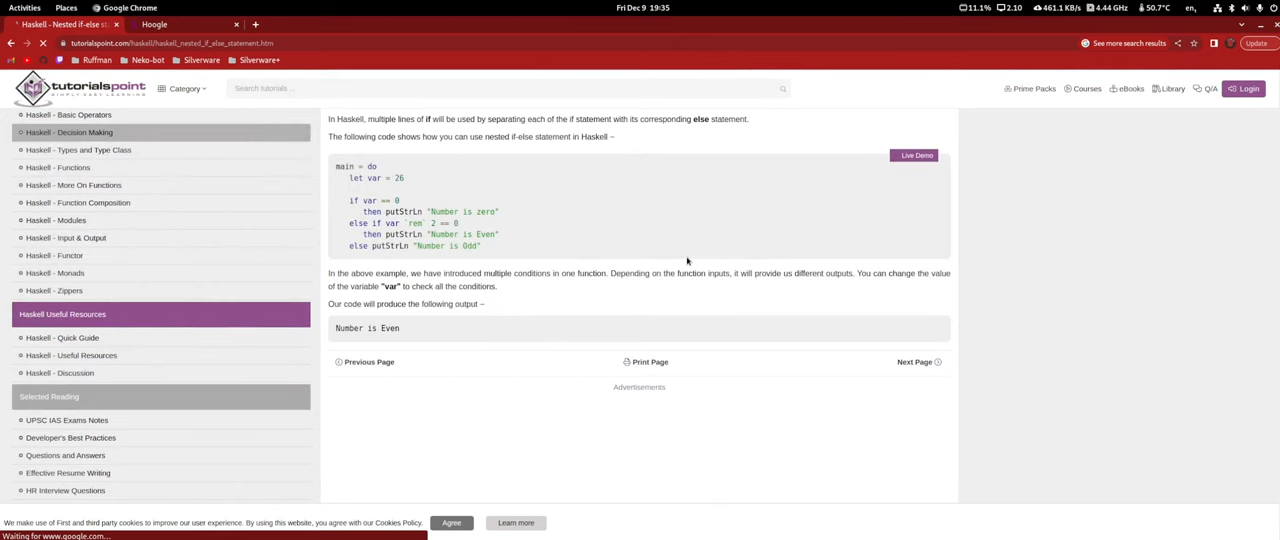 Activities Places Google Chrome Fri Dec 9 19:35 11.1% 2.10 461.1 KB/s 4.44 GHz 50.7°C en1
Haskell - Nested if-else st Hoogle
tutorialspoint.com/haskell/haskell_nested_if_else_statement.htm See more search results Update
Ruffman Neko-bot Silverware Silverware+
tutorialspoint
SIMPLY EASY LEARNING
Category Search tutorials ... Prime Packs Courses eBooks Library Q/A Login
Haskell - Basic Operators
Haskell - Decision Making
Haskell - Types and Type Class
Haskell - Functions
Haskell - More On Functions
Haskell - Function Composition
Haskell - Modules
Haskell - Input & Output
Haskell - Functor
Haskell - Monads
Haskell - Zippers
Haskell Useful Resources
Haskell - Quick Guide
Haskell - Useful Resources
Haskell - Discussion
Selected Reading
UPSC IAS Exams Notes
Developer's Best Practices
Questions and Answers
Effective Resume Writing
HR Interview Questions
In Haskell, multiple lines of if will be used by separating each of the if statement with its corresponding else statement.
The following code shows how you can use nested if-else statement in Haskell −
Live Demo
main = do
let var = 26
if var == 0
then putStrLn "Number is zero"
else if var `rem` 2 == 0
then putStrLn "Number is Even"
else putStrLn "Number is Odd"
In the above example, we have introduced multiple conditions in one function. Depending on the function inputs, it will provide us different outputs. You can change the value
of the variable "var" to check all the conditions.
Our code will produce the following output −
Number is Even
Previous Page Print Page Next Page
Advertisements
We make use of First and third party cookies to improve our user experience. By using this website, you agree with our Cookies Policy. Agree Learn more
Waiting for www.google.com...